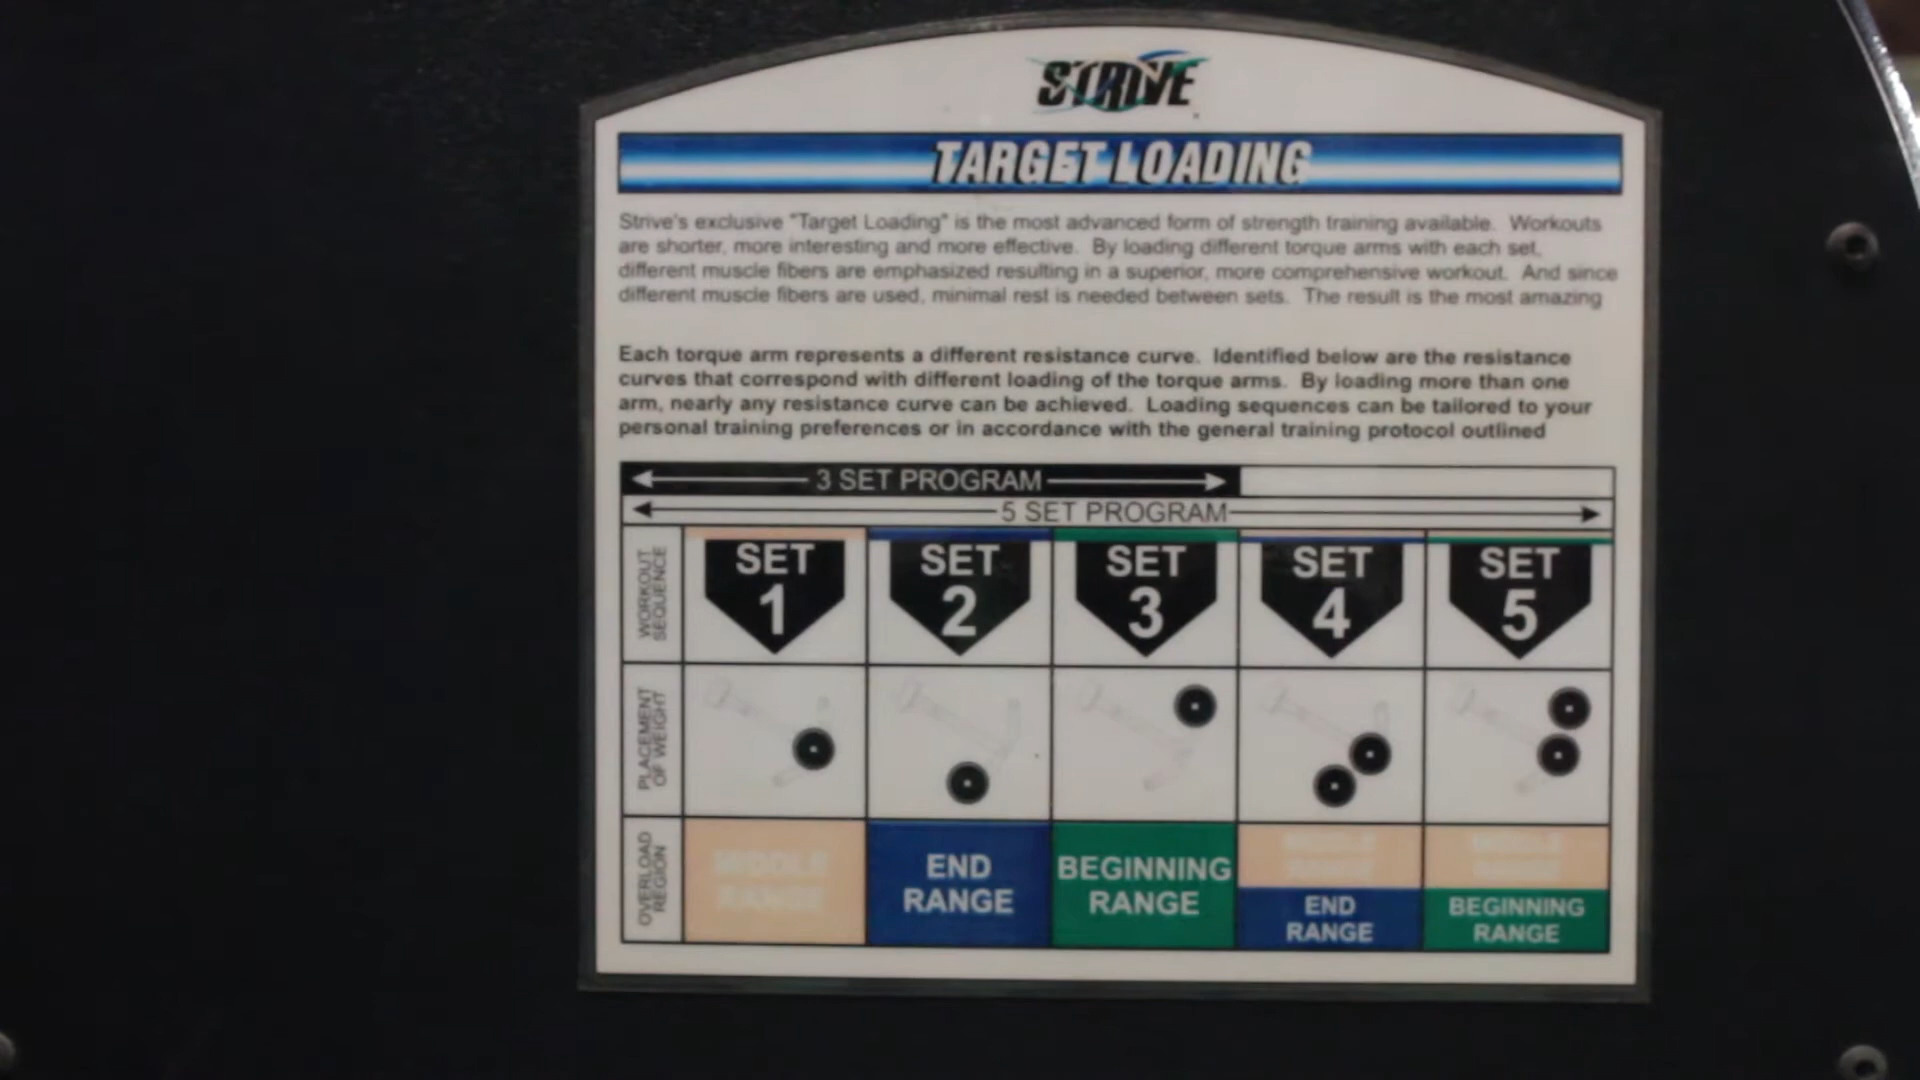 STRIVE
TARGET LOADING
Strive's exclusive "Target Loading" is the most advanced form of strength training available. Workouts
are shorter, more interesting and more effective. By loading different torque arms with each set,
different muscle fibers are emphasized resulting in a superior, more comprehensive workout. And since
different muscle fibers are used, minimal rest is needed between sets. The result is the most amazing
Each torque arm represents a different resistance curve. Identified below are the resistance
curves that correspond with different loading of the torque arms. By loading more than one
arm, nearly any resistance curve can be achieved. Loading sequences can be tailored to your
personal training preferences or in accordance with the general training protocol outlined
3 SET PROGRAM
5 SET PROGRAM
WORKOUT
SEQUENCE
SET
1
SET
2
SET
3
SET
4
SET
5
PLACEMENT
OF WEIGHT
OVERLOAD
REGION
MIDDLE
RANGE
END
RANGE
BEGINNING
RANGE
MIDDLE
RANGE
END
RANGE
MIDDLE
RANGE
BEGINNING
RANGE